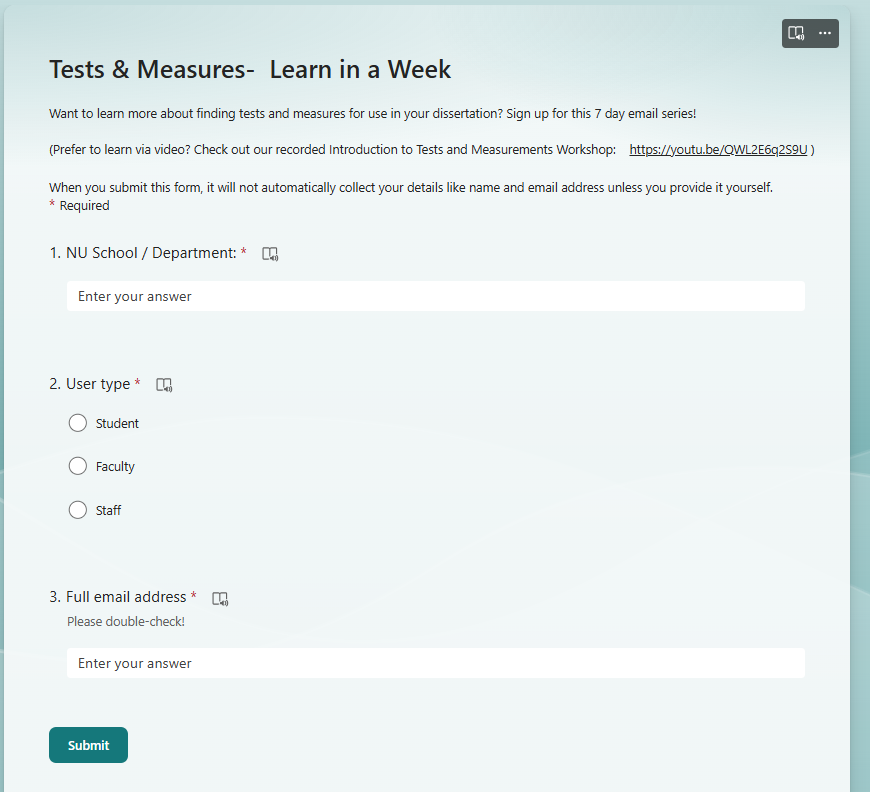 Tests & Measures-  Learn in a Week
Want to learn more about finding tests and measures for use in your dissertation? Sign up for this 7 day email series!
(Prefer to learn via video? Check out our recorded Introduction to Tests and Measurements Workshop:   https://youtu.be/QWL2E6q2S9U )
When you submit this form, it will not automatically collect your details like name and email address unless you provide it yourself.
* Required
1. NU School / Department: *
Enter your answer
2. User type *
Student
Faculty
Staff
3. Full email address *
Please double-check!
Enter your answer
Submit